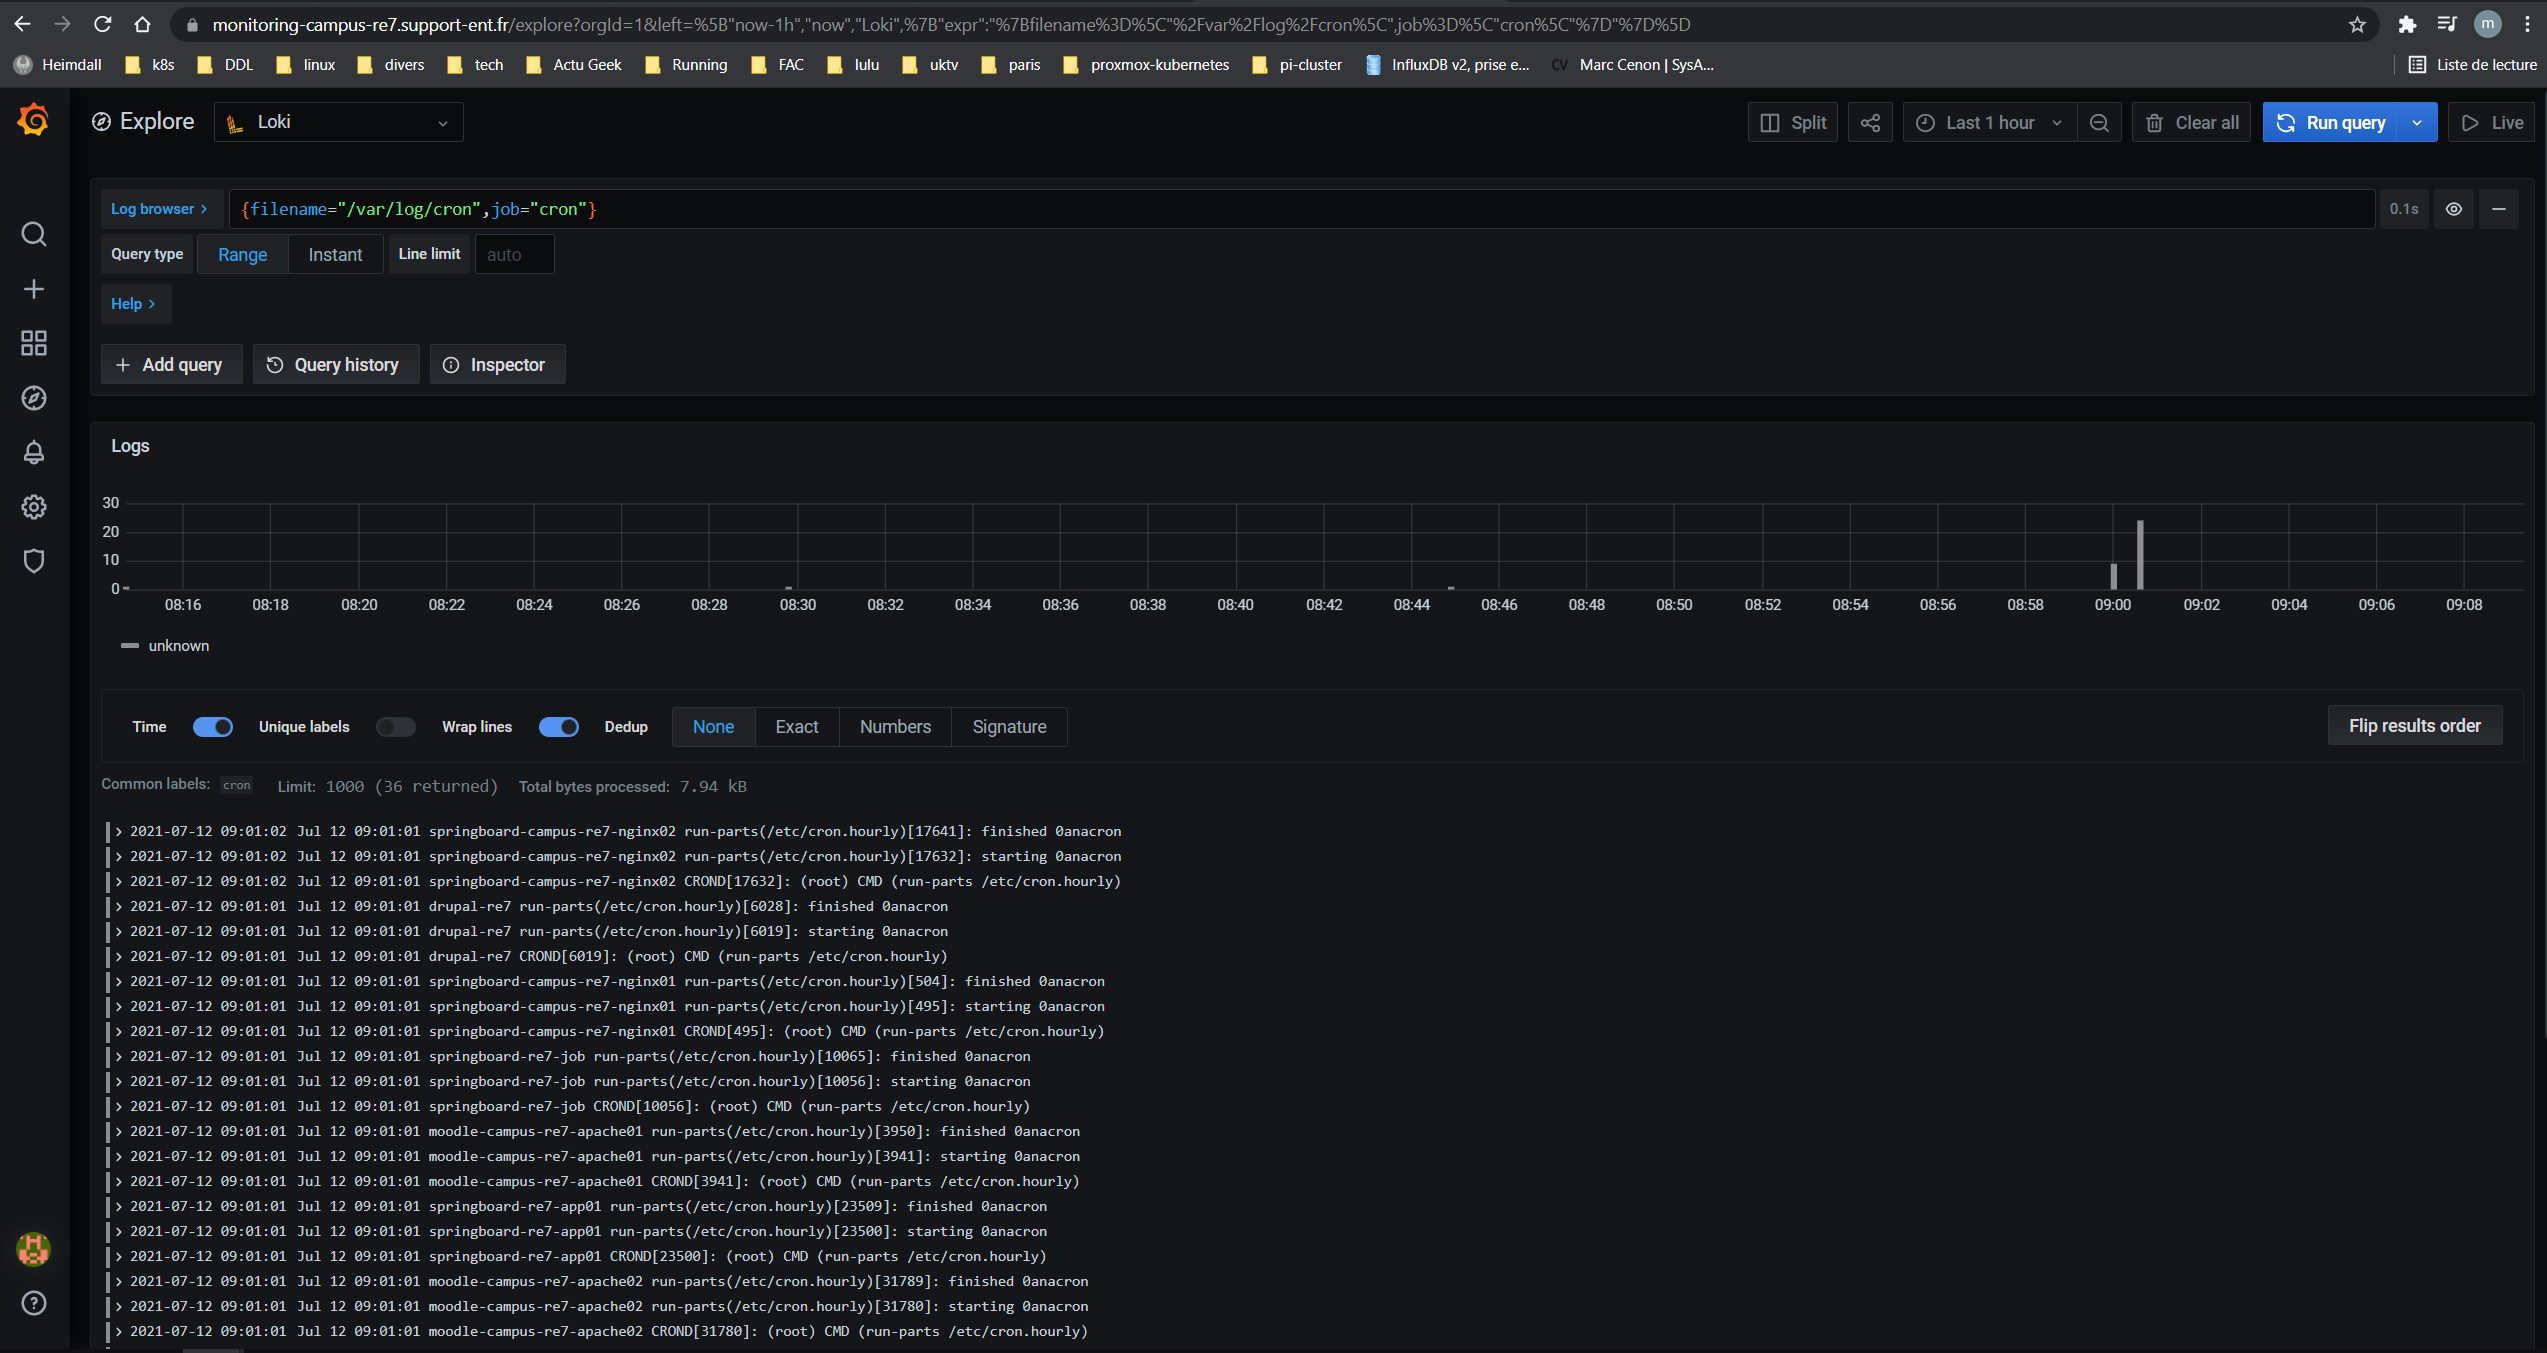 monitoring-campus-re7.support-ent.fr/explore?orgId=1&left=%5B"now-1h","now","Loki",%7B"expr":"%7Bfilename%3D%5C"%2Fvar%2Flog%2Fcron%5C",job%3D%5C"cron%5C"%7D"%7D%5D
m
Heimdall k8s DDL linux divers tech Actu Geek Running FAC lulu uktv paris proxmox-kubernetes pi-cluster InfluxDB v2, prise e... CV Marc Cenon | SysA... Liste de lecture
Explore Loki Split Last 1 hour Clear all Run query Live
Log browser > {filename="/var/log/cron",job="cron"} 0.1s
Query type Range Instant Line limit auto
Help >
+ Add query Query history Inspector
Logs
30
20
10
0
08:16 08:18 08:20 08:22 08:24 08:26 08:28 08:30 08:32 08:34 08:36 08:38 08:40 08:42 08:44 08:46 08:48 08:50 08:52 08:54 08:56 08:58 09:00 09:02 09:04 09:06 09:08
unknown
Time Unique labels Wrap lines Dedup None Exact Numbers Signature Flip results order
Common labels: cron Limit: 1000 (36 returned) Total bytes processed: 7.94 kB
> 2021-07-12 09:01:02 Jul 12 09:01:01 springboard-campus-re7-nginx02 run-parts(/etc/cron.hourly)[17641]: finished 0anacron
> 2021-07-12 09:01:02 Jul 12 09:01:01 springboard-campus-re7-nginx02 run-parts(/etc/cron.hourly)[17632]: starting 0anacron
> 2021-07-12 09:01:02 Jul 12 09:01:01 springboard-campus-re7-nginx02 CROND[17632]: (root) CMD (run-parts /etc/cron.hourly)
> 2021-07-12 09:01:01 Jul 12 09:01:01 drupal-re7 run-parts(/etc/cron.hourly)[6028]: finished 0anacron
> 2021-07-12 09:01:01 Jul 12 09:01:01 drupal-re7 run-parts(/etc/cron.hourly)[6019]: starting 0anacron
> 2021-07-12 09:01:01 Jul 12 09:01:01 drupal-re7 CROND[6019]: (root) CMD (run-parts /etc/cron.hourly)
> 2021-07-12 09:01:01 Jul 12 09:01:01 springboard-campus-re7-nginx01 run-parts(/etc/cron.hourly)[504]: finished 0anacron
> 2021-07-12 09:01:01 Jul 12 09:01:01 springboard-campus-re7-nginx01 run-parts(/etc/cron.hourly)[495]: starting 0anacron
> 2021-07-12 09:01:01 Jul 12 09:01:01 springboard-campus-re7-nginx01 CROND[495]: (root) CMD (run-parts /etc/cron.hourly)
> 2021-07-12 09:01:01 Jul 12 09:01:01 springboard-re7-job run-parts(/etc/cron.hourly)[10065]: finished 0anacron
> 2021-07-12 09:01:01 Jul 12 09:01:01 springboard-re7-job run-parts(/etc/cron.hourly)[10056]: starting 0anacron
> 2021-07-12 09:01:01 Jul 12 09:01:01 springboard-re7-job CROND[10056]: (root) CMD (run-parts /etc/cron.hourly)
> 2021-07-12 09:01:01 Jul 12 09:01:01 moodle-campus-re7-apache01 run-parts(/etc/cron.hourly)[3950]: finished 0anacron
> 2021-07-12 09:01:01 Jul 12 09:01:01 moodle-campus-re7-apache01 run-parts(/etc/cron.hourly)[3941]: starting 0anacron
> 2021-07-12 09:01:01 Jul 12 09:01:01 moodle-campus-re7-apache01 CROND[3941]: (root) CMD (run-parts /etc/cron.hourly)
> 2021-07-12 09:01:01 Jul 12 09:01:01 springboard-re7-app01 run-parts(/etc/cron.hourly)[23509]: finished 0anacron
> 2021-07-12 09:01:01 Jul 12 09:01:01 springboard-re7-app01 run-parts(/etc/cron.hourly)[23500]: starting 0anacron
> 2021-07-12 09:01:01 Jul 12 09:01:01 springboard-re7-app01 CROND[23500]: (root) CMD (run-parts /etc/cron.hourly)
> 2021-07-12 09:01:01 Jul 12 09:01:01 moodle-campus-re7-apache02 run-parts(/etc/cron.hourly)[31789]: finished 0anacron
> 2021-07-12 09:01:01 Jul 12 09:01:01 moodle-campus-re7-apache02 run-parts(/etc/cron.hourly)[31780]: starting 0anacron
> 2021-07-12 09:01:01 Jul 12 09:01:01 moodle-campus-re7-apache02 CROND[31780]: (root) CMD (run-parts /etc/cron.hourly)